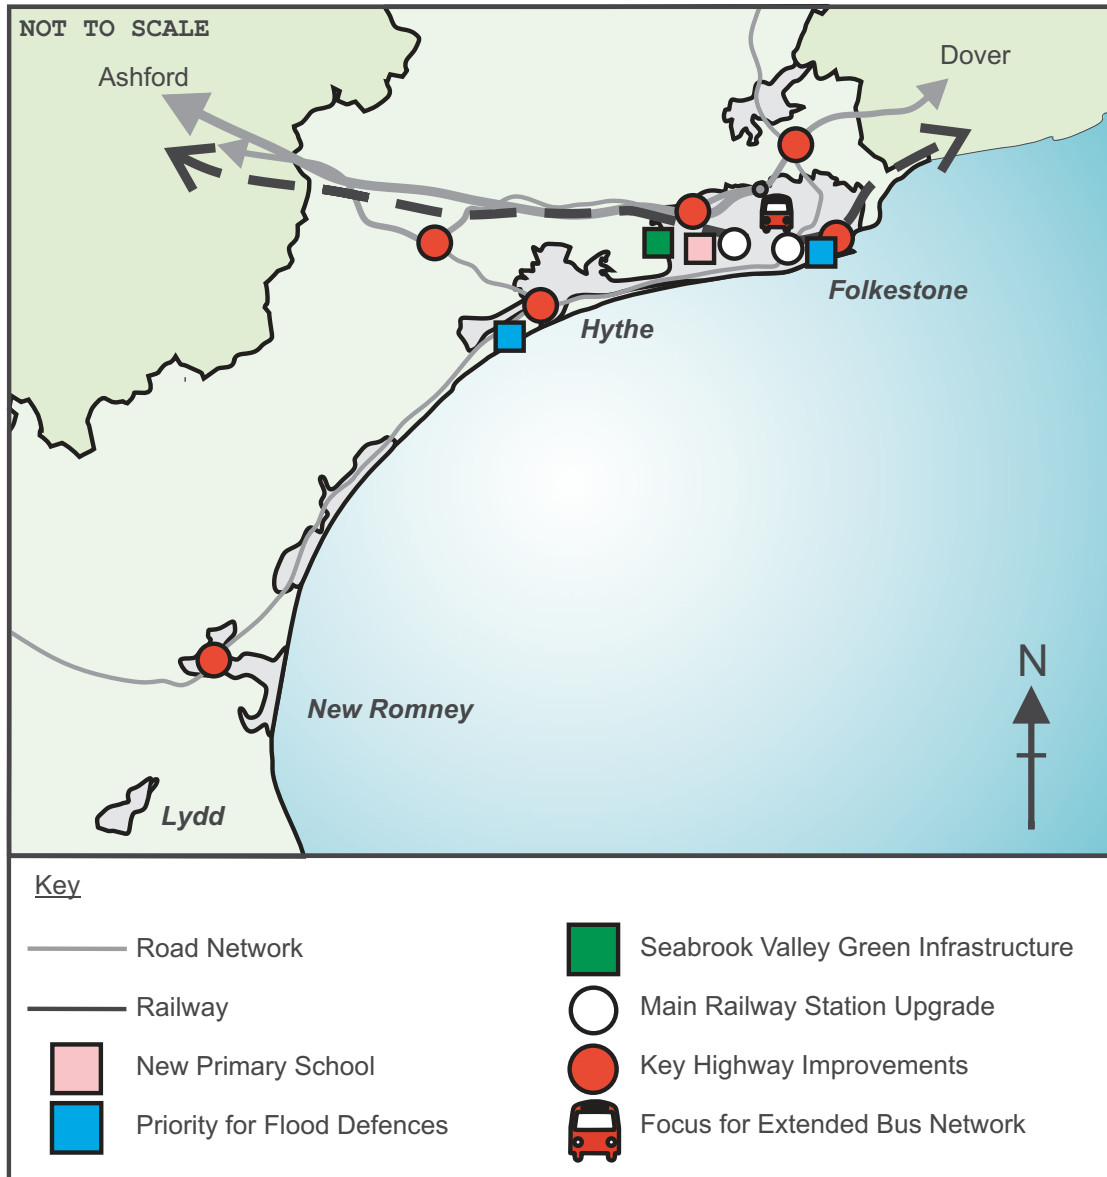 NOT TO SCALE
Ashford
Dover
Folkestone
Hythe
New Romney
N
Lydd
Key
Road Network
Railway
New Primary School
Priority for Flood Defences
Seabrook Valley Green Infrastructure
Main Railway Station Upgrade
Key Highway Improvements
Focus for Extended Bus Network